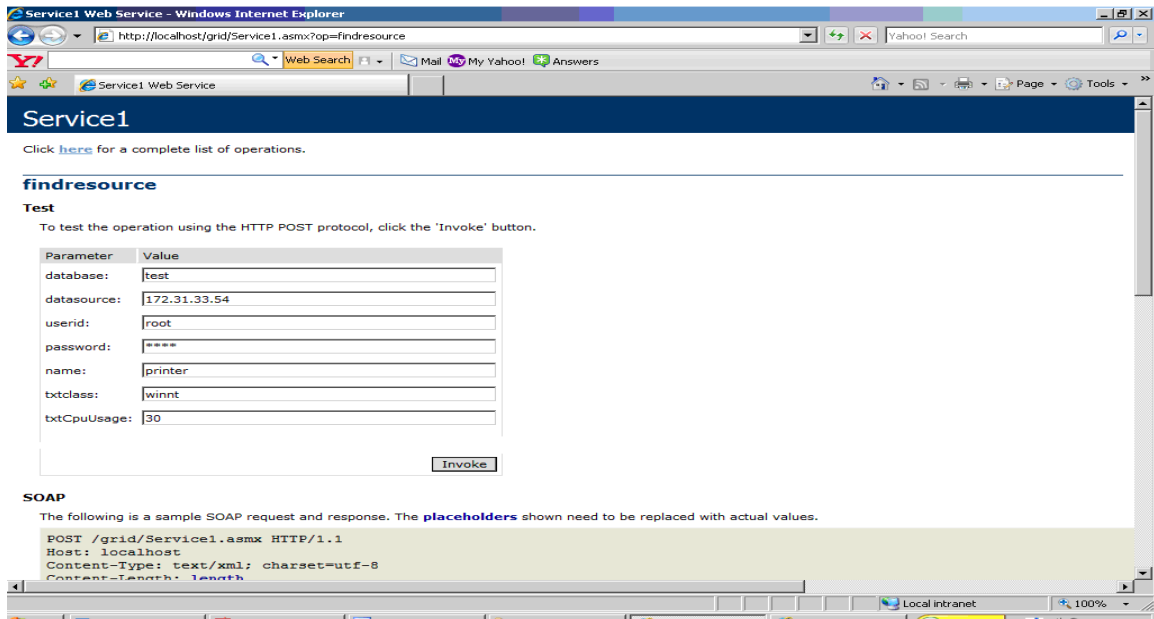 Service1 Web Service - Windows Internet Explorer
http://localhost/grid/Service1.asmx?op=findresource
Yahoo! Search
Y! Web Search Mail My My Yahoo! Answers
Service1 Web Service Page Tools
Service1
Click here for a complete list of operations.
findresource
Test
To test the operation using the HTTP POST protocol, click the 'Invoke' button.
Parameter Value
database: test
datasource: 172.31.33.54
userid: root
password: ****
name: printer
txtclass: winnt
txtCpuUsage: 30
Invoke
SOAP
The following is a sample SOAP request and response. The placeholders shown need to be replaced with actual values.
POST /grid/Service1.asmx HTTP/1.1
Host: localhost
Content-Type: text/xml; charset=utf-8
Content-Length: length
Local intranet 100%